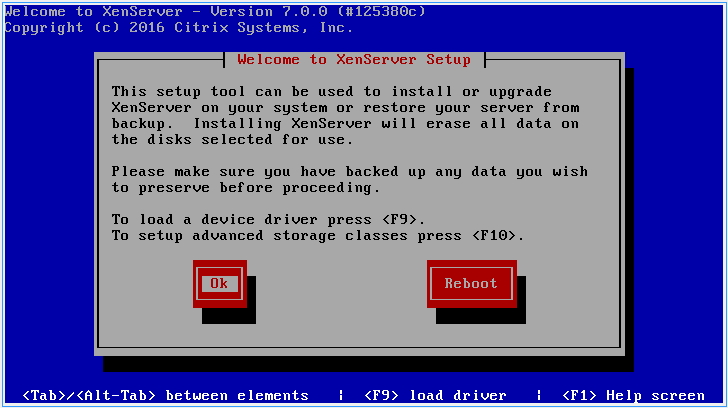 Welcome to XenServer - Version 7.0.0 (#125380c)
Copyright (c) 2016 Citrix Systems, Inc.
Welcome to XenServer Setup
This setup tool can be used to install or upgrade
XenServer on your system or restore your server from
backup.  Installing XenServer will erase all data on
the disks selected for use.
Please make sure you have backed up any data you wish
to preserve before proceeding.
To load a device driver press <F9>.
To setup advanced storage classes press <F10>.
Ok
Reboot
<Tab>/<Alt-Tab> between elements   |  <F9> load driver   |  <F1> Help screen